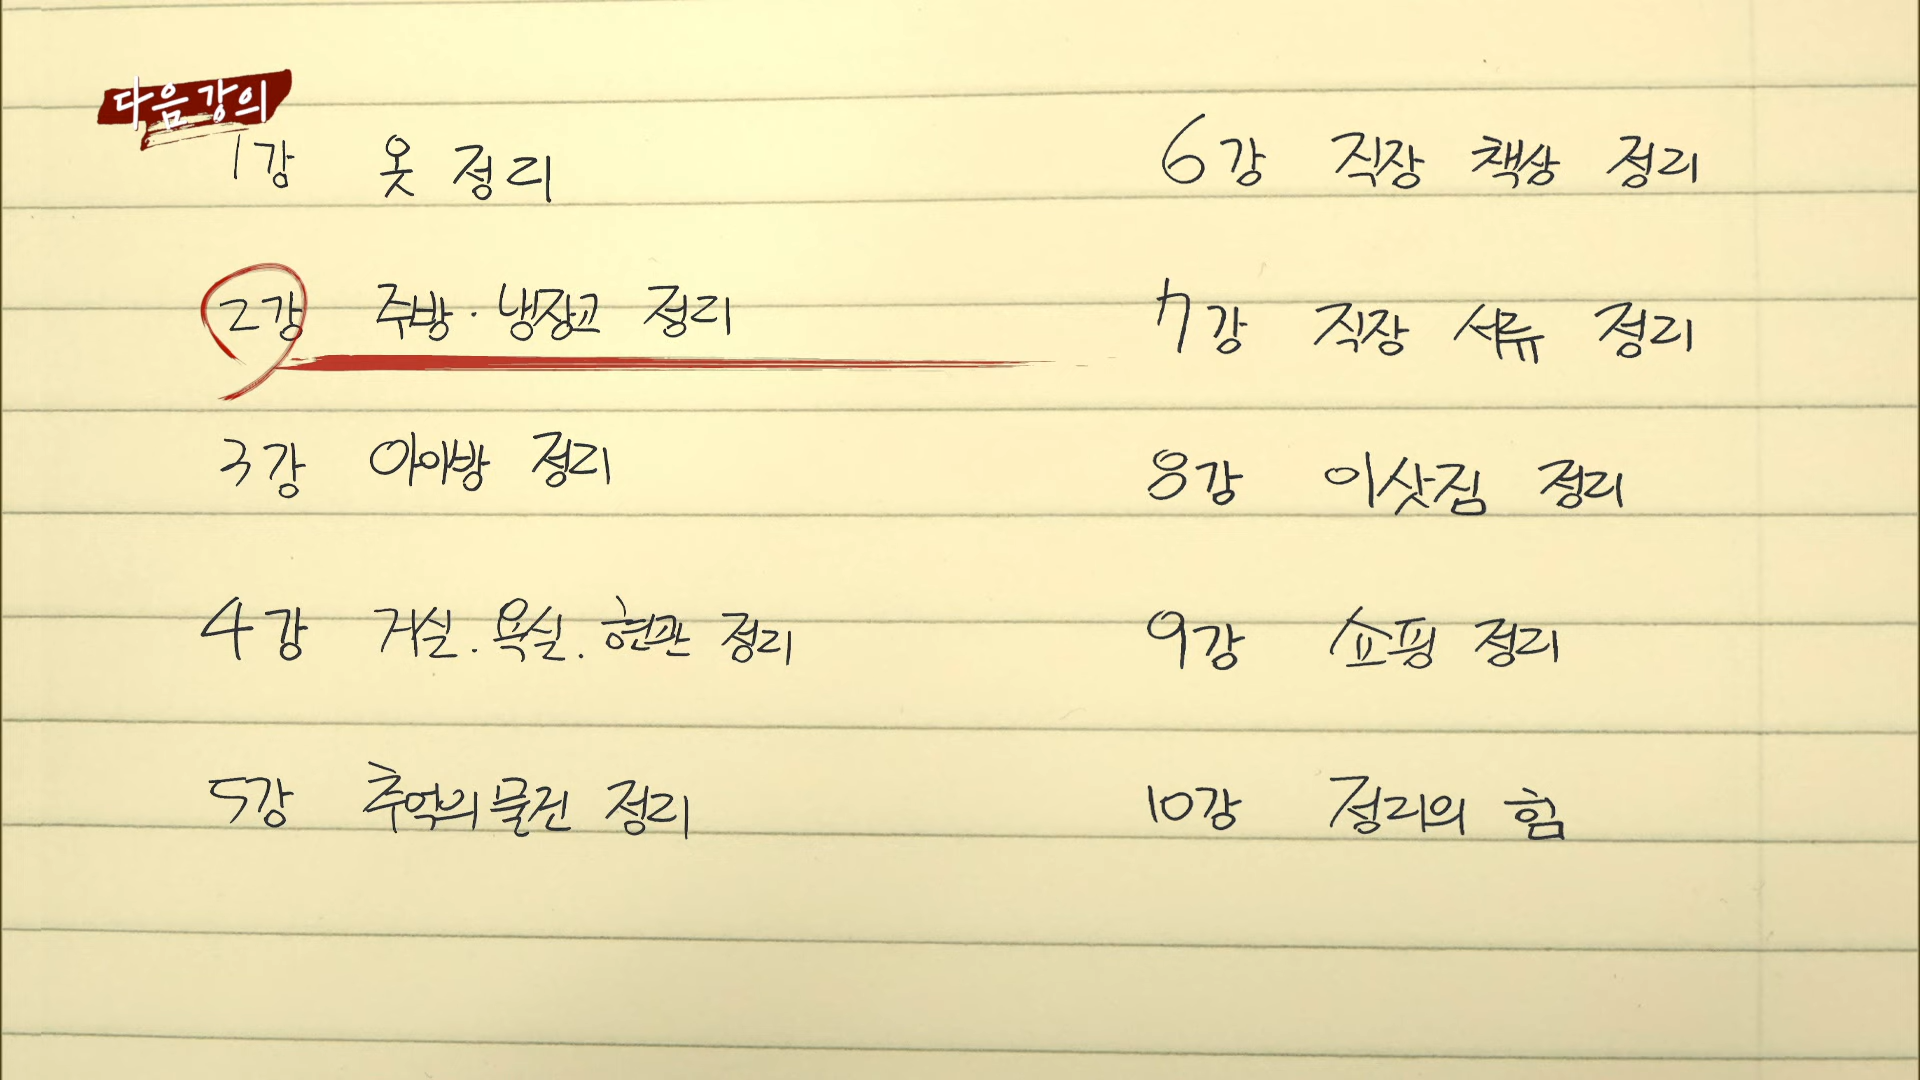 다음강의
1강 옷 정리
2강 주방·냉장고 정리
3강 아이방 정리
4강 거실.욕실.현관 정리
5강 추억의 물건 정리
6강 직장 책상 정리
7강 직장 서류 정리
8강 이삿짐 정리
9강 쇼핑 정리
10강 정리의 힘